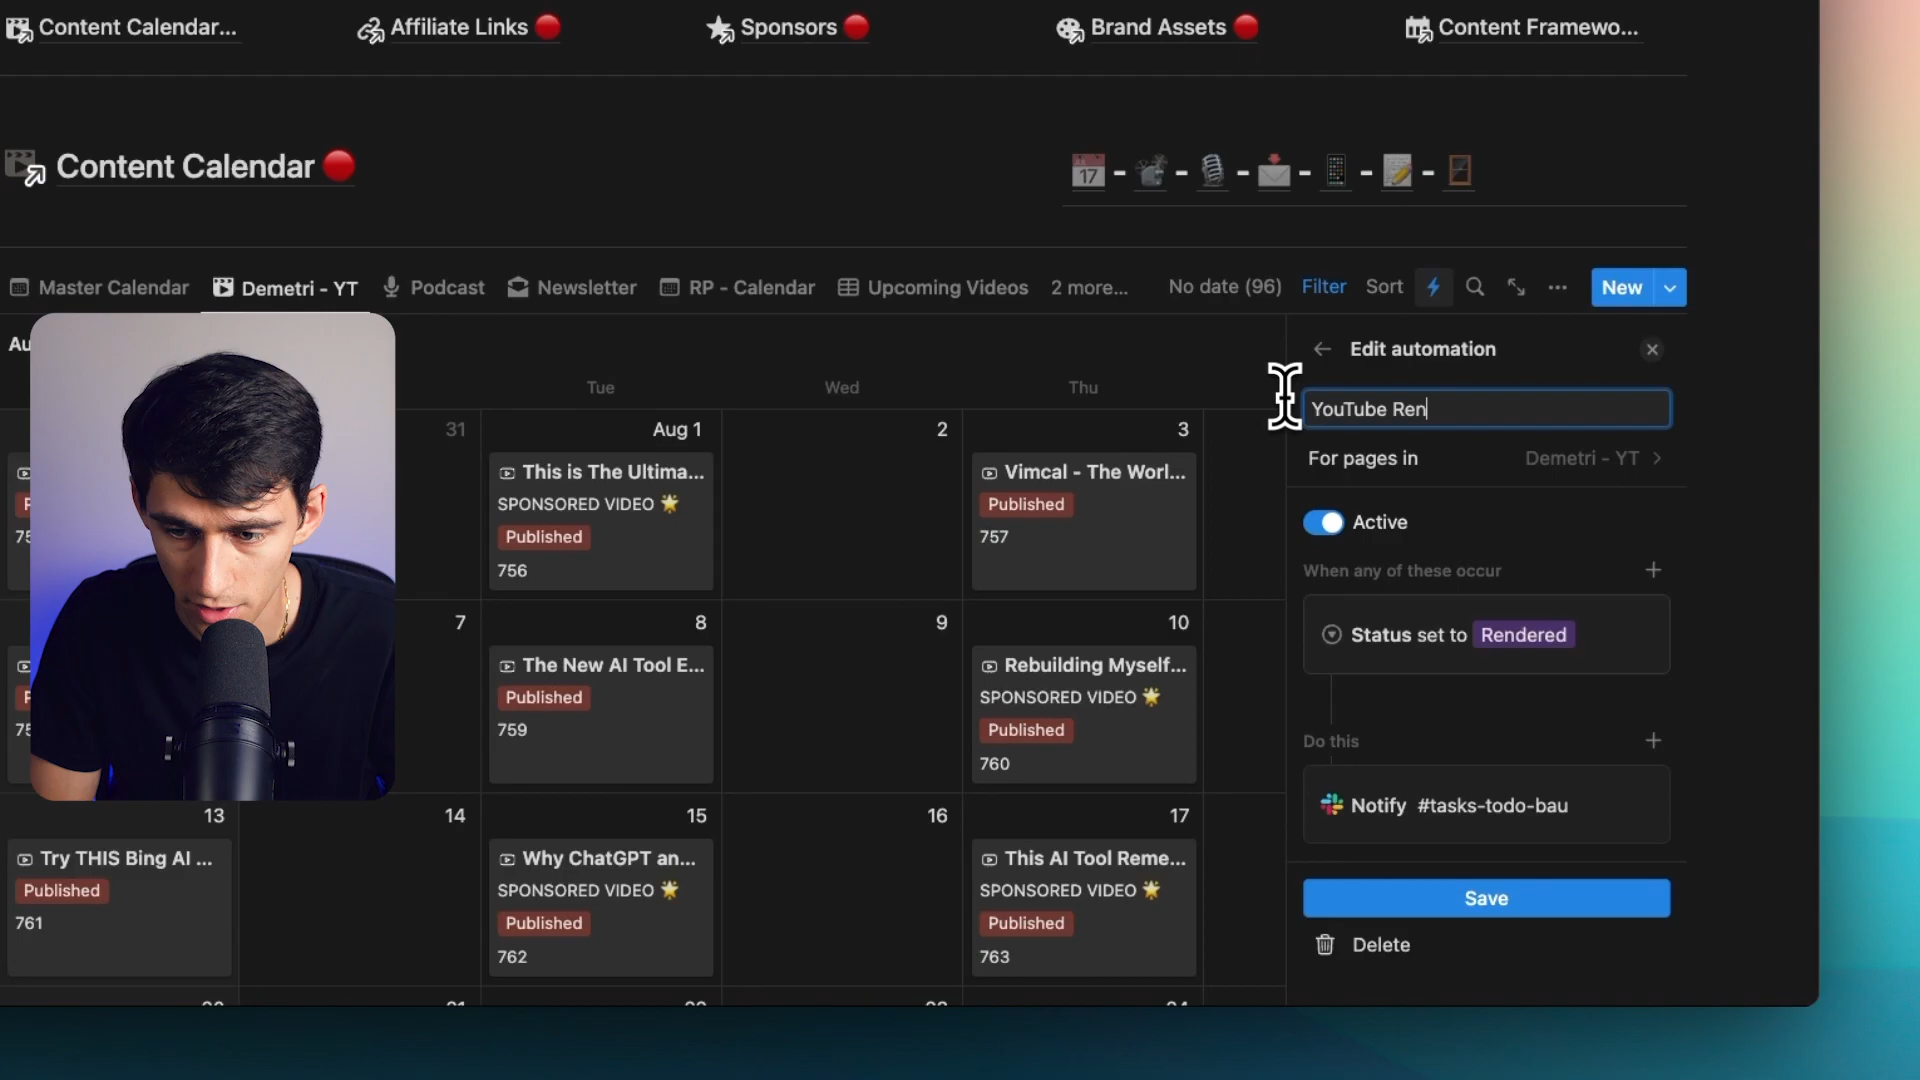 Content Calendar...
Affiliate Links
Sponsors
Brand Assets
Content Framewo...
Content Calendar
JUL 17
Master Calendar
Demetri - YT
Podcast
Newsletter
RP - Calendar
Upcoming Videos
2 more...
No date (96)
Filter
Sort
New
Au
Tue
Wed
Thu
31
Aug 1
2
3
This is The Ultima...
SPONSORED VIDEO
Published
756
Vimcal - The Worl...
Published
757
7
8
9
10
The New AI Tool E...
Published
759
Rebuilding Myself...
SPONSORED VIDEO
Published
760
13
14
15
16
17
Try THIS Bing AI ...
Published
761
Why ChatGPT an...
SPONSORED VIDEO
Published
762
This AI Tool Reme...
SPONSORED VIDEO
Published
763
Edit automation
YouTube Ren
For pages in
Demetri - YT
Active
When any of these occur
Status set to Rendered
Do this
Notify #tasks-todo-bau
Save
Delete